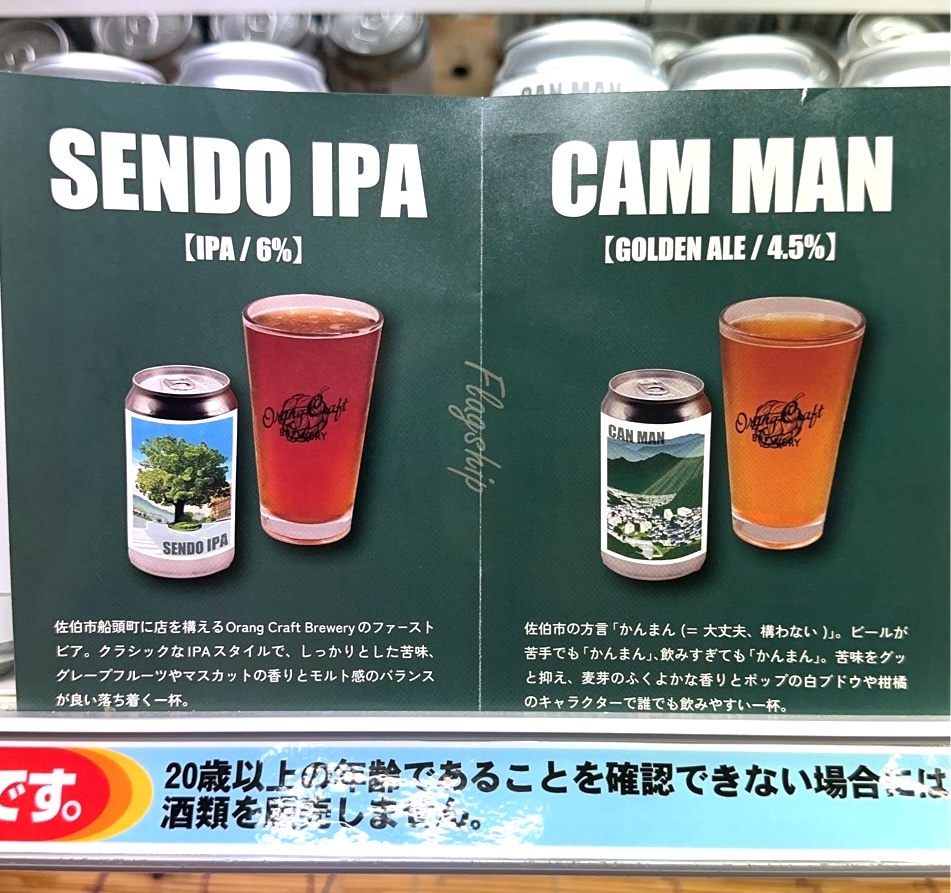 CAN MAN
SENDO IPA
【IPA / 6%】
Orang Craft
BREWERY
SENDO IPA
佐伯市船頭町に店を構えるOrang Craft Breweryのファースト
ビア。クラシックなIPAスタイルで、しっかりとした苦味、
グレープフルーツやマスカットの香りとモルト感のバランス
が良い落ち着く一杯。
Flagship
CAM MAN
【GOLDEN ALE / 4.5%】
Orang Craft
BREWERY
CAN MAN
佐伯市の方言「かんまん (= 大丈夫、構わない )」。ビールが
苦手でも「かんまん」、飲みすぎても「かんまん」。苦味をグッ
と抑え、麦芽のふくよかな香りとホップの白ブドウや柑橘
のキャラクターで誰でも飲みやすい一杯。
です。
20歳以上の年齢であることを確認できない場合には
酒類を販売しません。